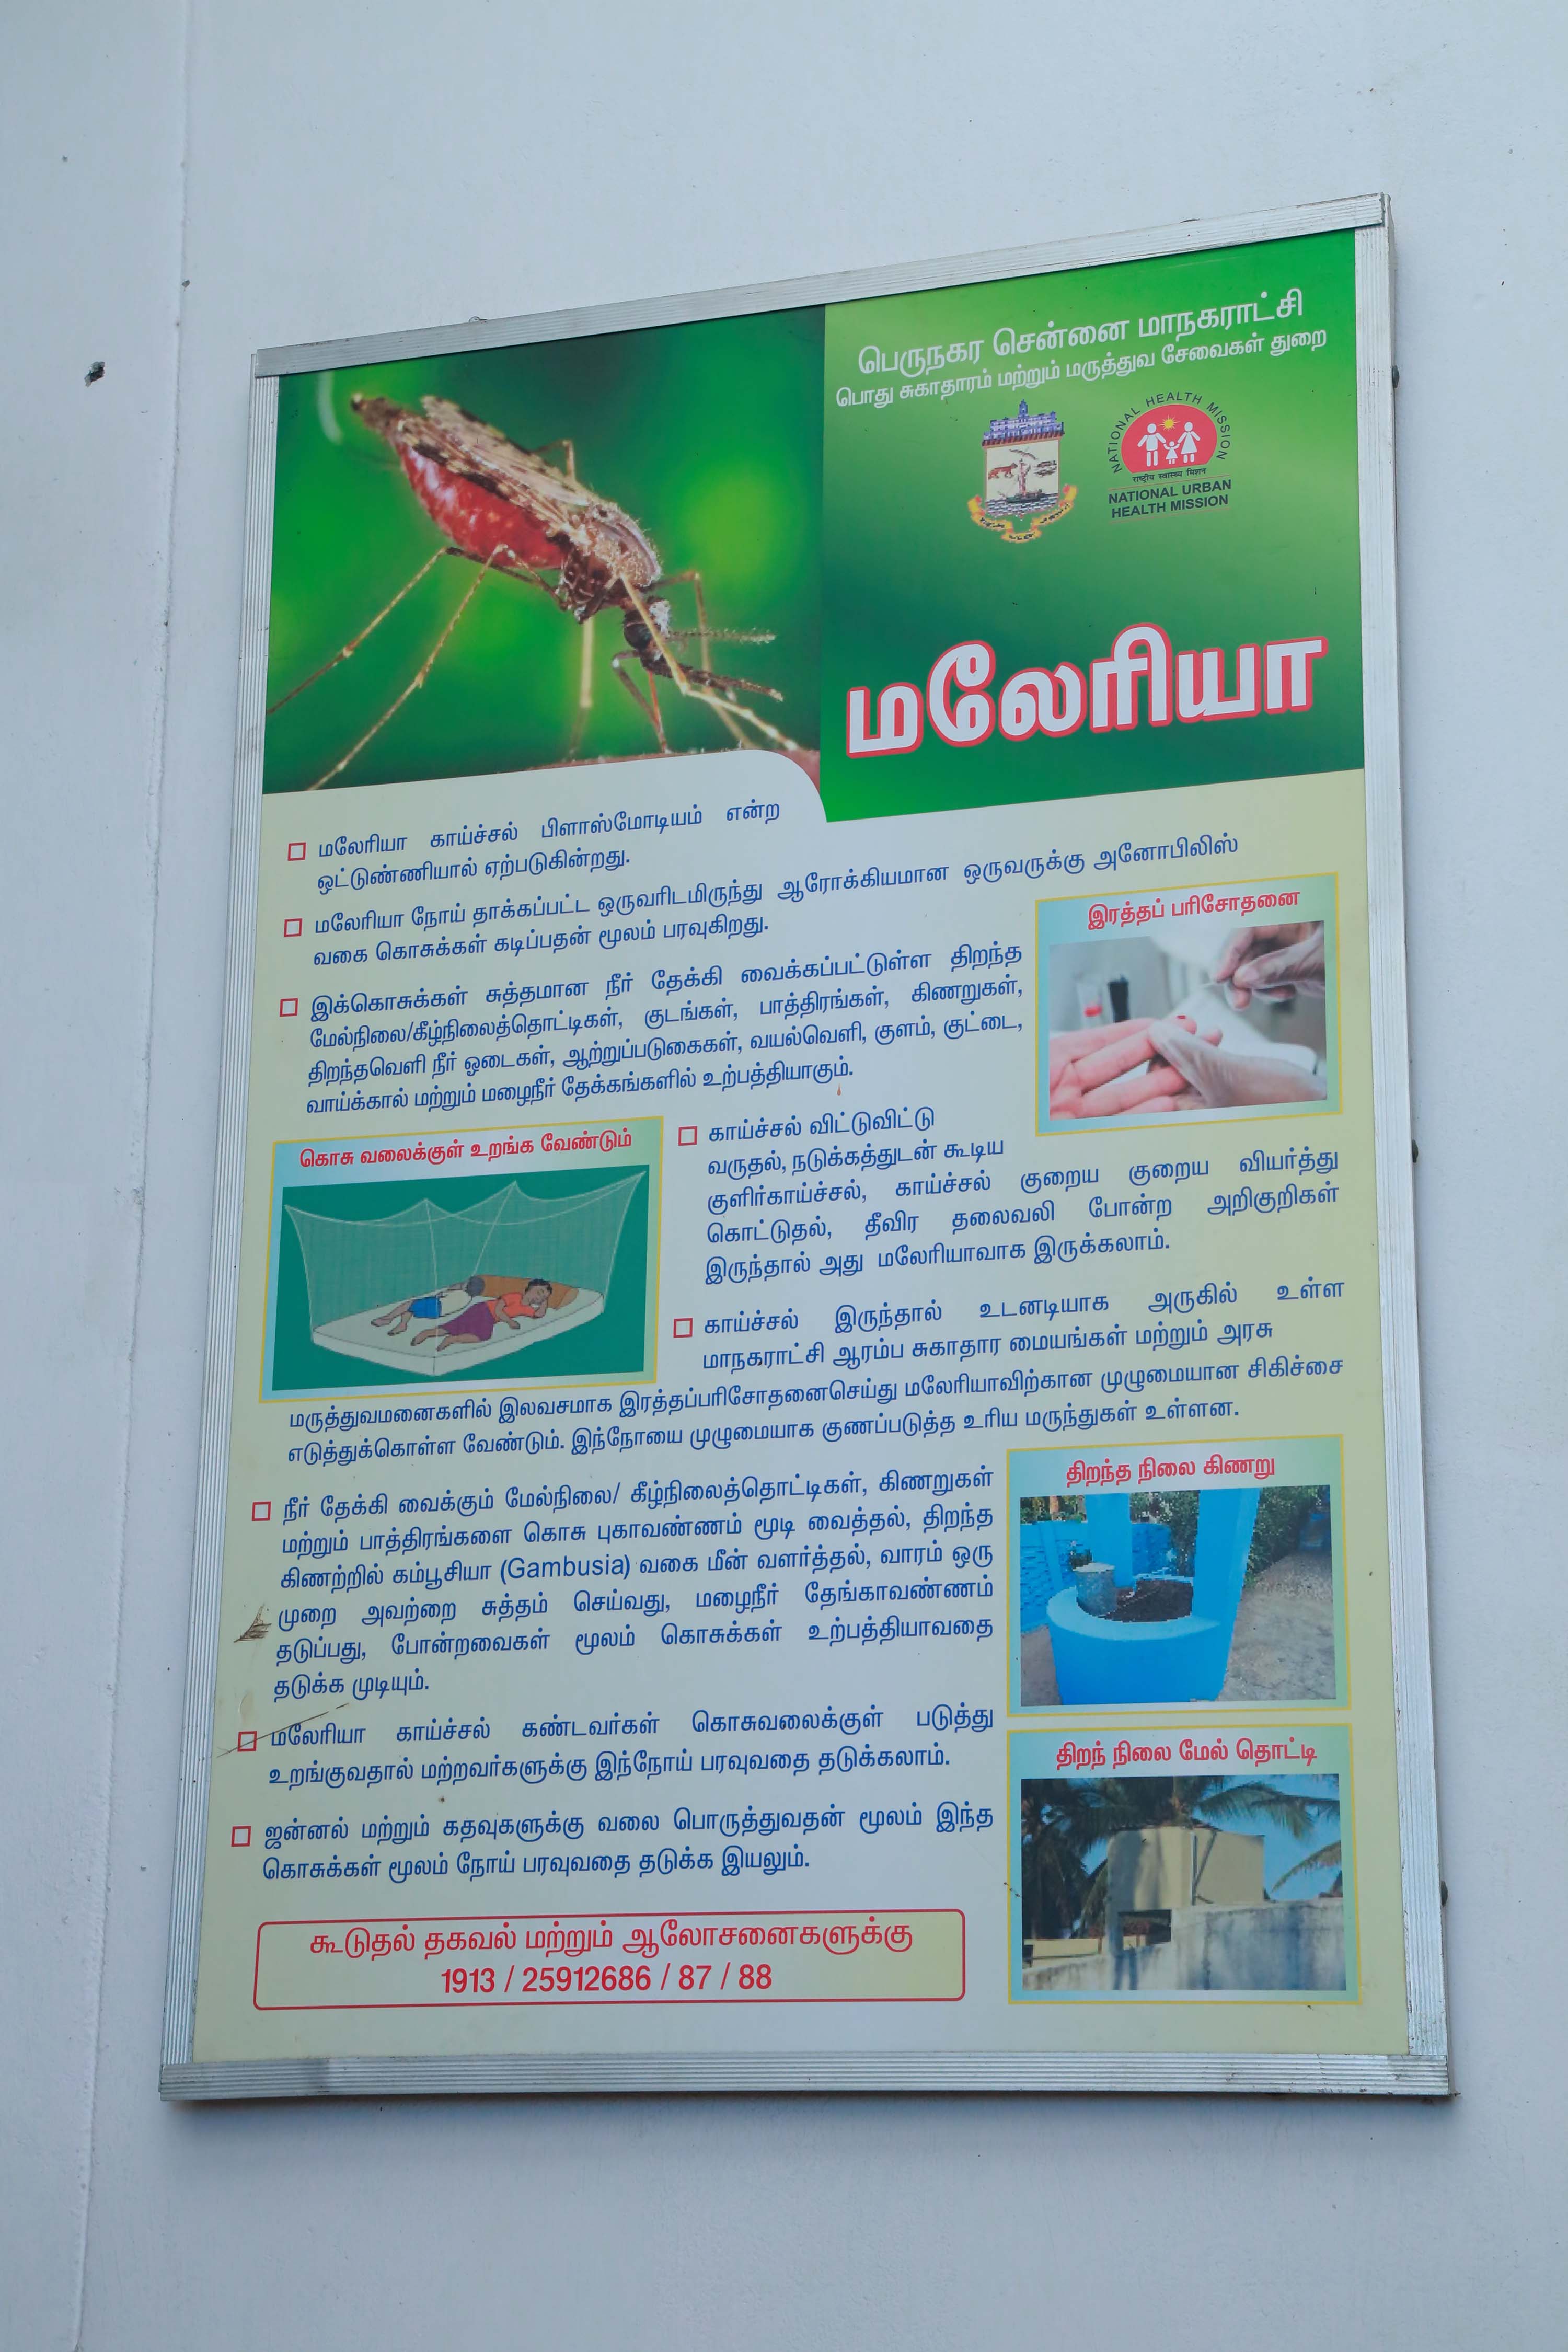 பெருநகர சென்னை மாநகராட்சி
பொது சுகாதாரம் மற்றும் மருத்துவ சேவைகள் துறை
NATIONAL HEALTH MISSION
राष्ट्रीय स्वास्थ्य मिशन
NATIONAL URBAN
HEALTH MISSION
மலேரியா
மலேரியா காய்ச்சல் பிளாஸ்மோடியம் என்ற
ஒட்டுண்ணியால் ஏற்படுகின்றது.
மலேரியா நோய் தாக்கப்பட்ட ஒருவரிடமிருந்து ஆரோக்கியமான ஒருவருக்கு அனோபிலிஸ்
வகை கொசுக்கள் கடிப்பதன் மூலம் பரவுகிறது.
இரத்தப் பரிசோதனை
இக்கொசுக்கள் சுத்தமான நீர் தேக்கி வைக்கப்பட்டுள்ள திறந்த
மேல்நிலை/கீழ்நிலைத்தொட்டிகள், குடங்கள், பாத்திரங்கள், கிணறுகள்,
திறந்தவெளி நீர் ஓடைகள், ஆற்றுப்படுகைகள், வயல்வெளி, குளம், குட்டை,
வாய்க்கால் மற்றும் மழைநீர் தேக்கங்களில் உற்பத்தியாகும்.
கொசு வலைக்குள் உறங்க வேண்டும்
காய்ச்சல் விட்டுவிட்டு
வருதல், நடுக்கத்துடன் கூடிய
குளிர்காய்ச்சல், காய்ச்சல் குறைய குறைய வியர்த்து
கொட்டுதல், தீவிர தலைவலி போன்ற அறிகுறிகள்
இருந்தால் அது மலேரியாவாக இருக்கலாம்.
காய்ச்சல் இருந்தால் உடனடியாக அருகில் உள்ள
மாநகராட்சி ஆரம்ப சுகாதார மையங்கள் மற்றும் அரசு
மருத்துவமனைகளில் இலவசமாக இரத்தப்பரிசோதனைசெய்து மலேரியாவிற்கான முழுமையான சிகிச்சை
எடுத்துக்கொள்ள வேண்டும். இந்நோயை முழுமையாக குணப்படுத்த உரிய மருந்துகள் உள்ளன.
திறந்த நிலை கிணறு
நீர் தேக்கி வைக்கும் மேல்நிலை/ கீழ்நிலைத்தொட்டிகள், கிணறுகள்
மற்றும் பாத்திரங்களை கொசு புகாவண்ணம் மூடி வைத்தல், திறந்த
கிணற்றில் கம்பூசியா (Gambusia) வகை மீன் வளர்த்தல், வாரம் ஒரு
முறை அவற்றை சுத்தம் செய்வது, மழைநீர் தேங்காவண்ணம்
தடுப்பது, போன்றவைகள் மூலம் கொசுக்கள் உற்பத்தியாவதை
தடுக்க முடியும்.
மலேரியா காய்ச்சல் கண்டவர்கள் கொசுவலைக்குள் படுத்து
உறங்குவதால் மற்றவர்களுக்கு இந்நோய் பரவுவதை தடுக்கலாம்.
திறந் நிலை மேல் தொட்டி
ஜன்னல் மற்றும் கதவுகளுக்கு வலை பொருத்துவதன் மூலம் இந்த
கொசுக்கள் மூலம் நோய் பரவுவதை தடுக்க இயலும்.
கூடுதல் தகவல் மற்றும் ஆலோசனைகளுக்கு
1913 / 25912686 / 87 / 88